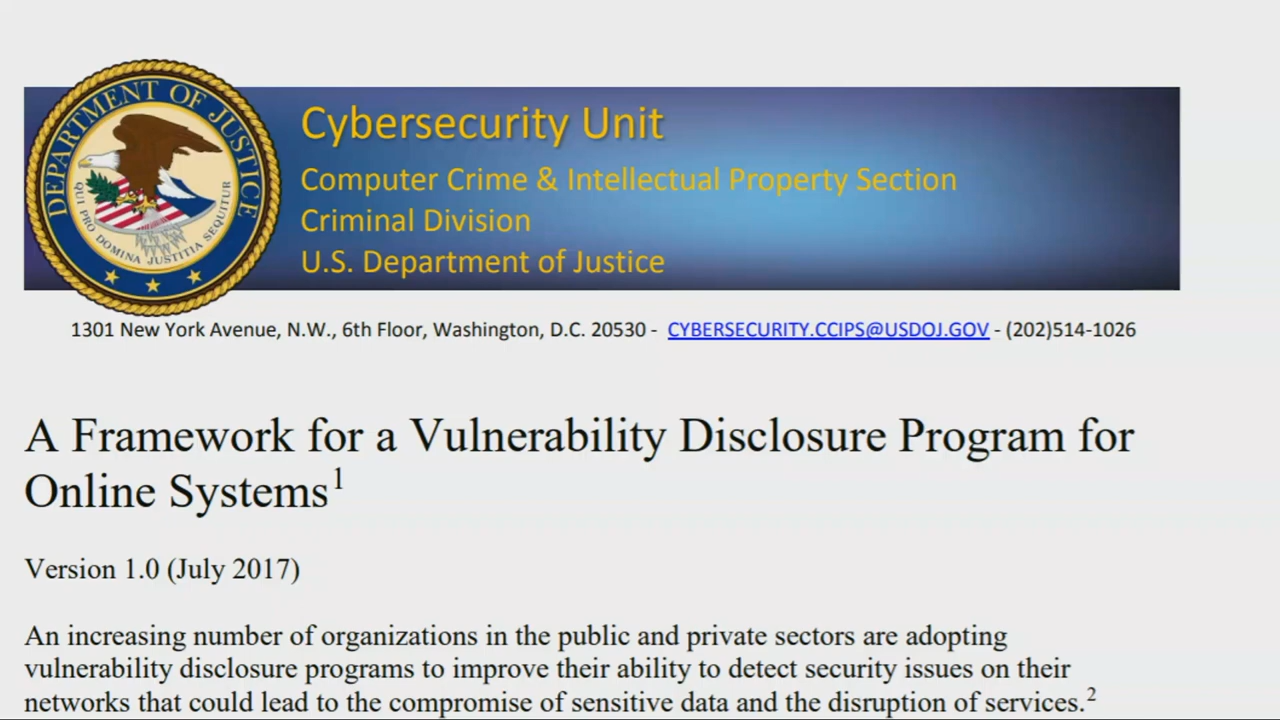 DEPARTMENT OF JUSTICE
QUI PRO DOMINA JUSTITIA SEQUITUR
Cybersecurity Unit
Computer Crime & Intellectual Property Section
Criminal Division
U.S. Department of Justice
1301 New York Avenue, N.W., 6th Floor, Washington, D.C. 20530 - CYBERSECURITY.CCIPS@USDOJ.GOV - (202)514-1026
A Framework for a Vulnerability Disclosure Program for
Online Systems1
Version 1.0 (July 2017)
An increasing number of organizations in the public and private sectors are adopting
vulnerability disclosure programs to improve their ability to detect security issues on their
networks that could lead to the compromise of sensitive data and the disruption of services.2